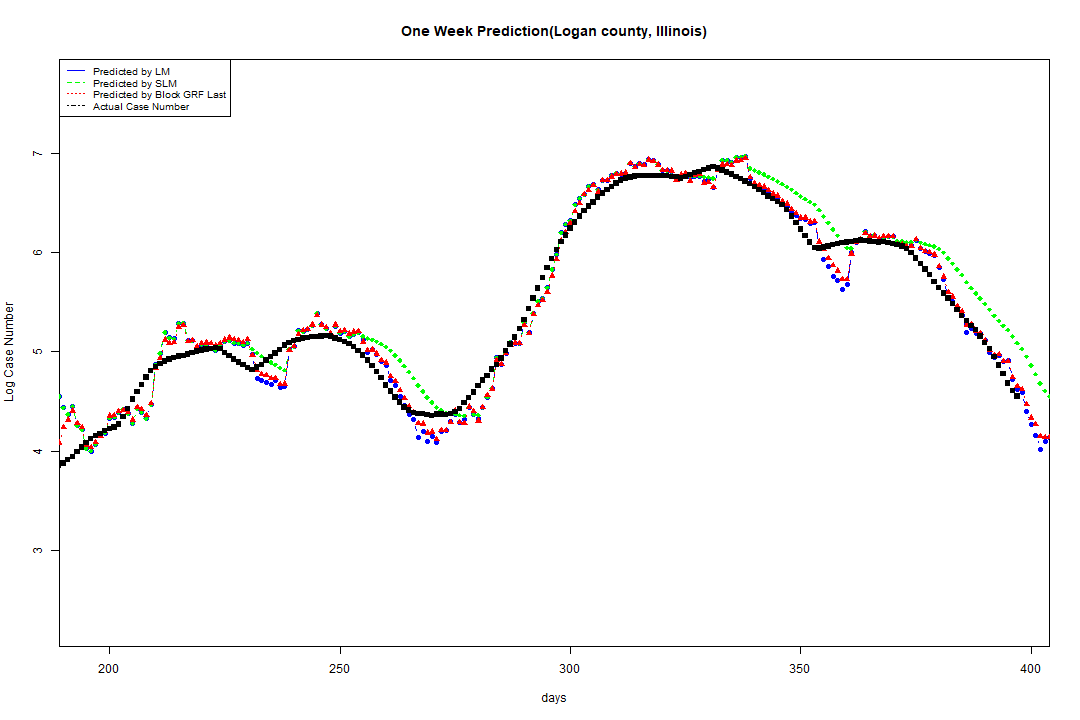 One Week Prediction(Logan county, Illinois)
Predicted by LM
Predicted by SLM
Predicted by Block GRF Last
Actual Case Number
7
6
5
4
3
Log Case Number
200 250 300 350 400
days